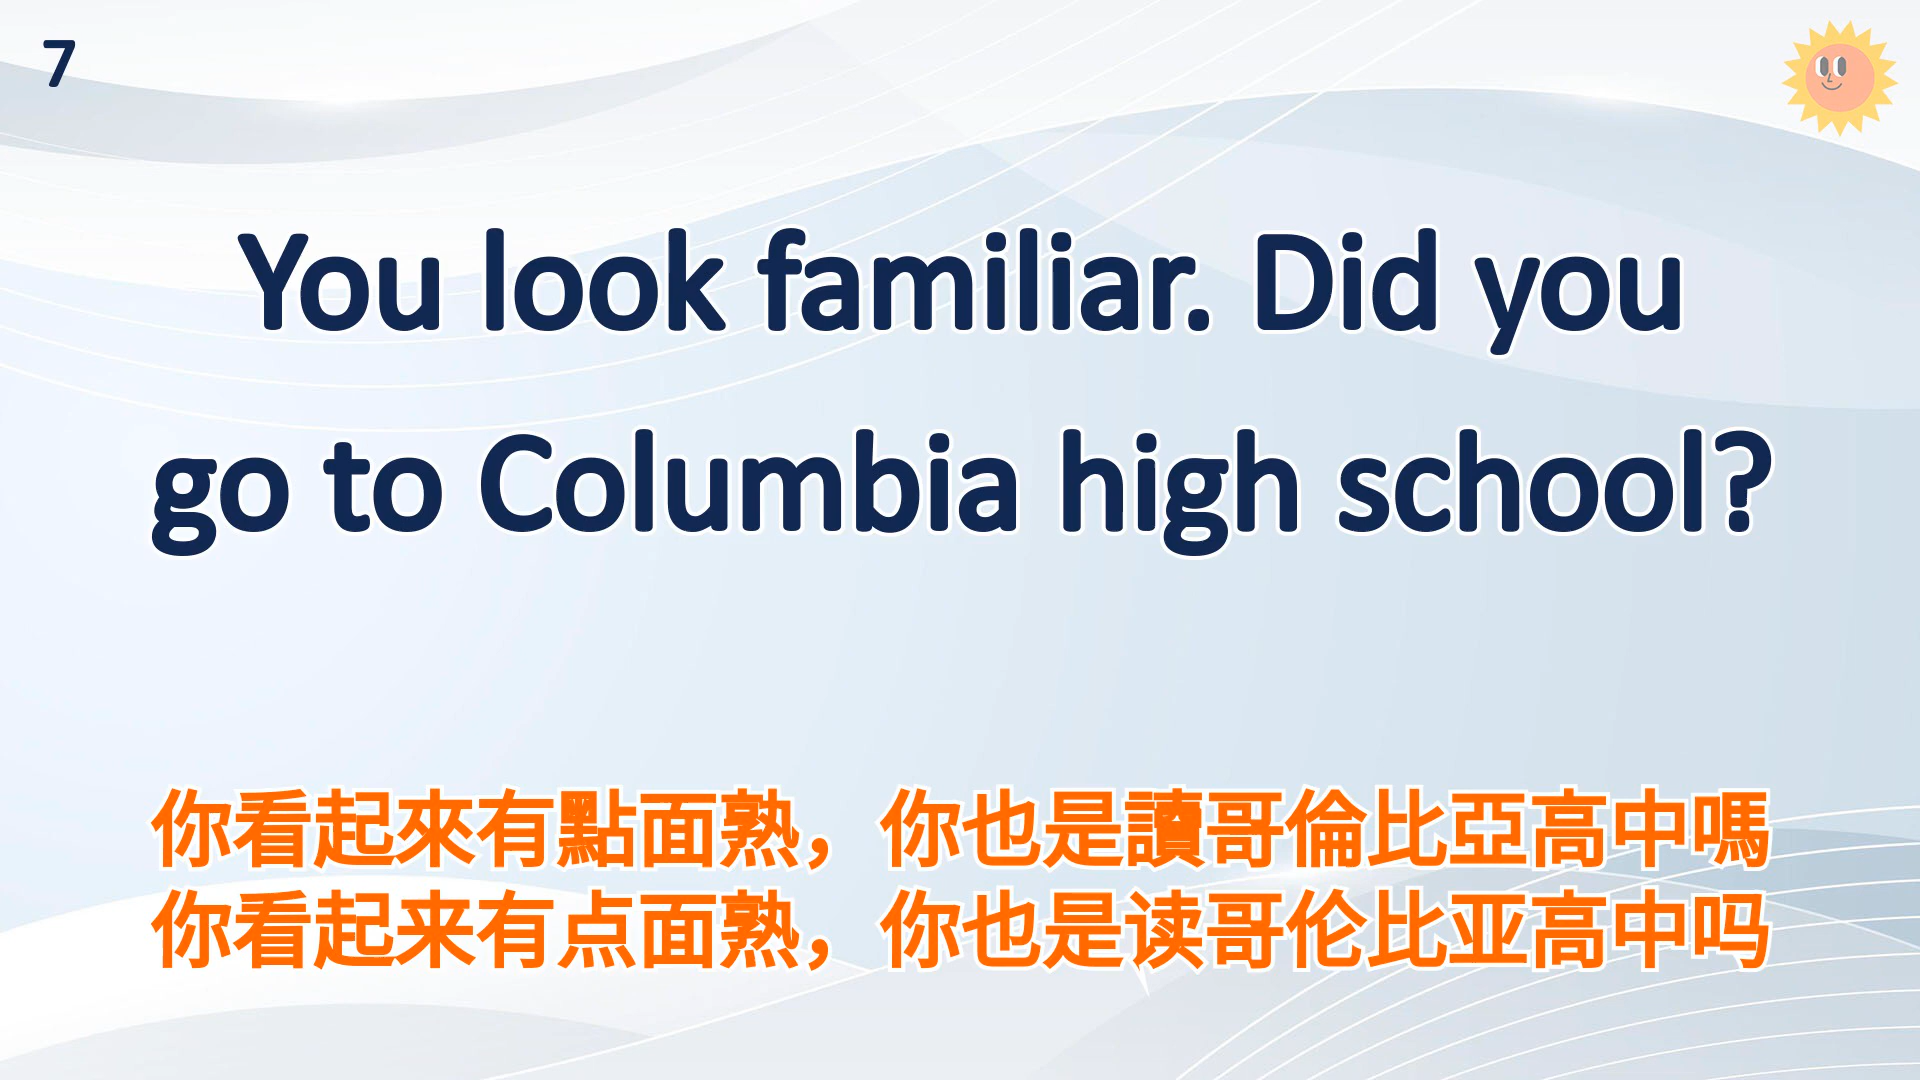 7
You look familiar. Did you
go to Columbia high school?
你看起來有點面熟，你也是讀哥倫比亞高中嗎
你看起来有点面熟，你也是读哥伦比亚高中吗